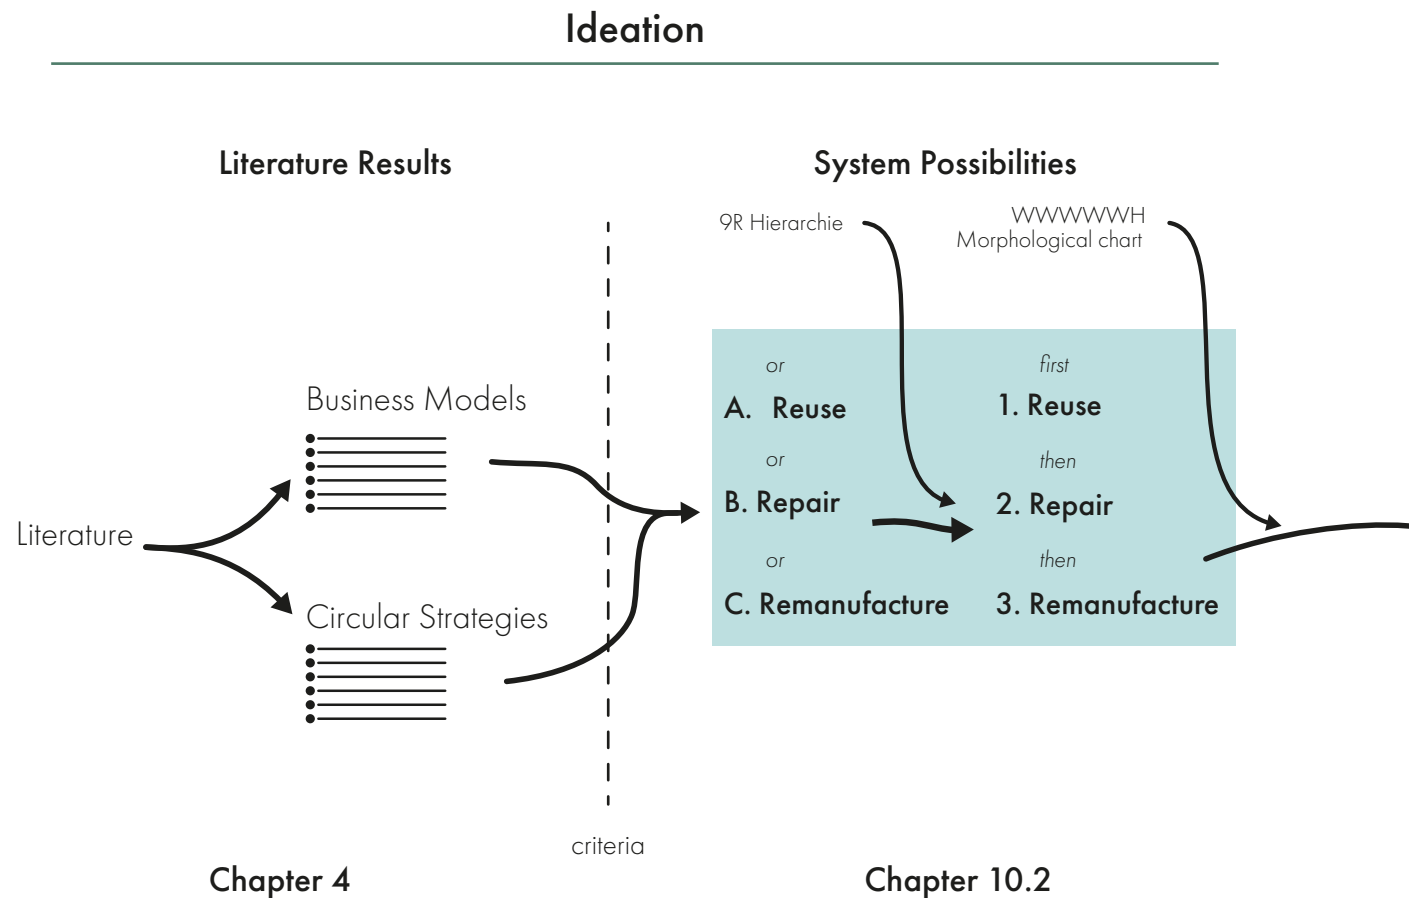 Ideation
Literature Results
System Possibilities
9R Hierarchie
WWWWWH
Morphological chart
Literature
Business Models
Circular Strategies
or
A. Reuse
or
B. Repair
or
C. Remanufacture
first
1. Reuse
then
2. Repair
then
3. Remanufacture
criteria
Chapter 4
Chapter 10.2